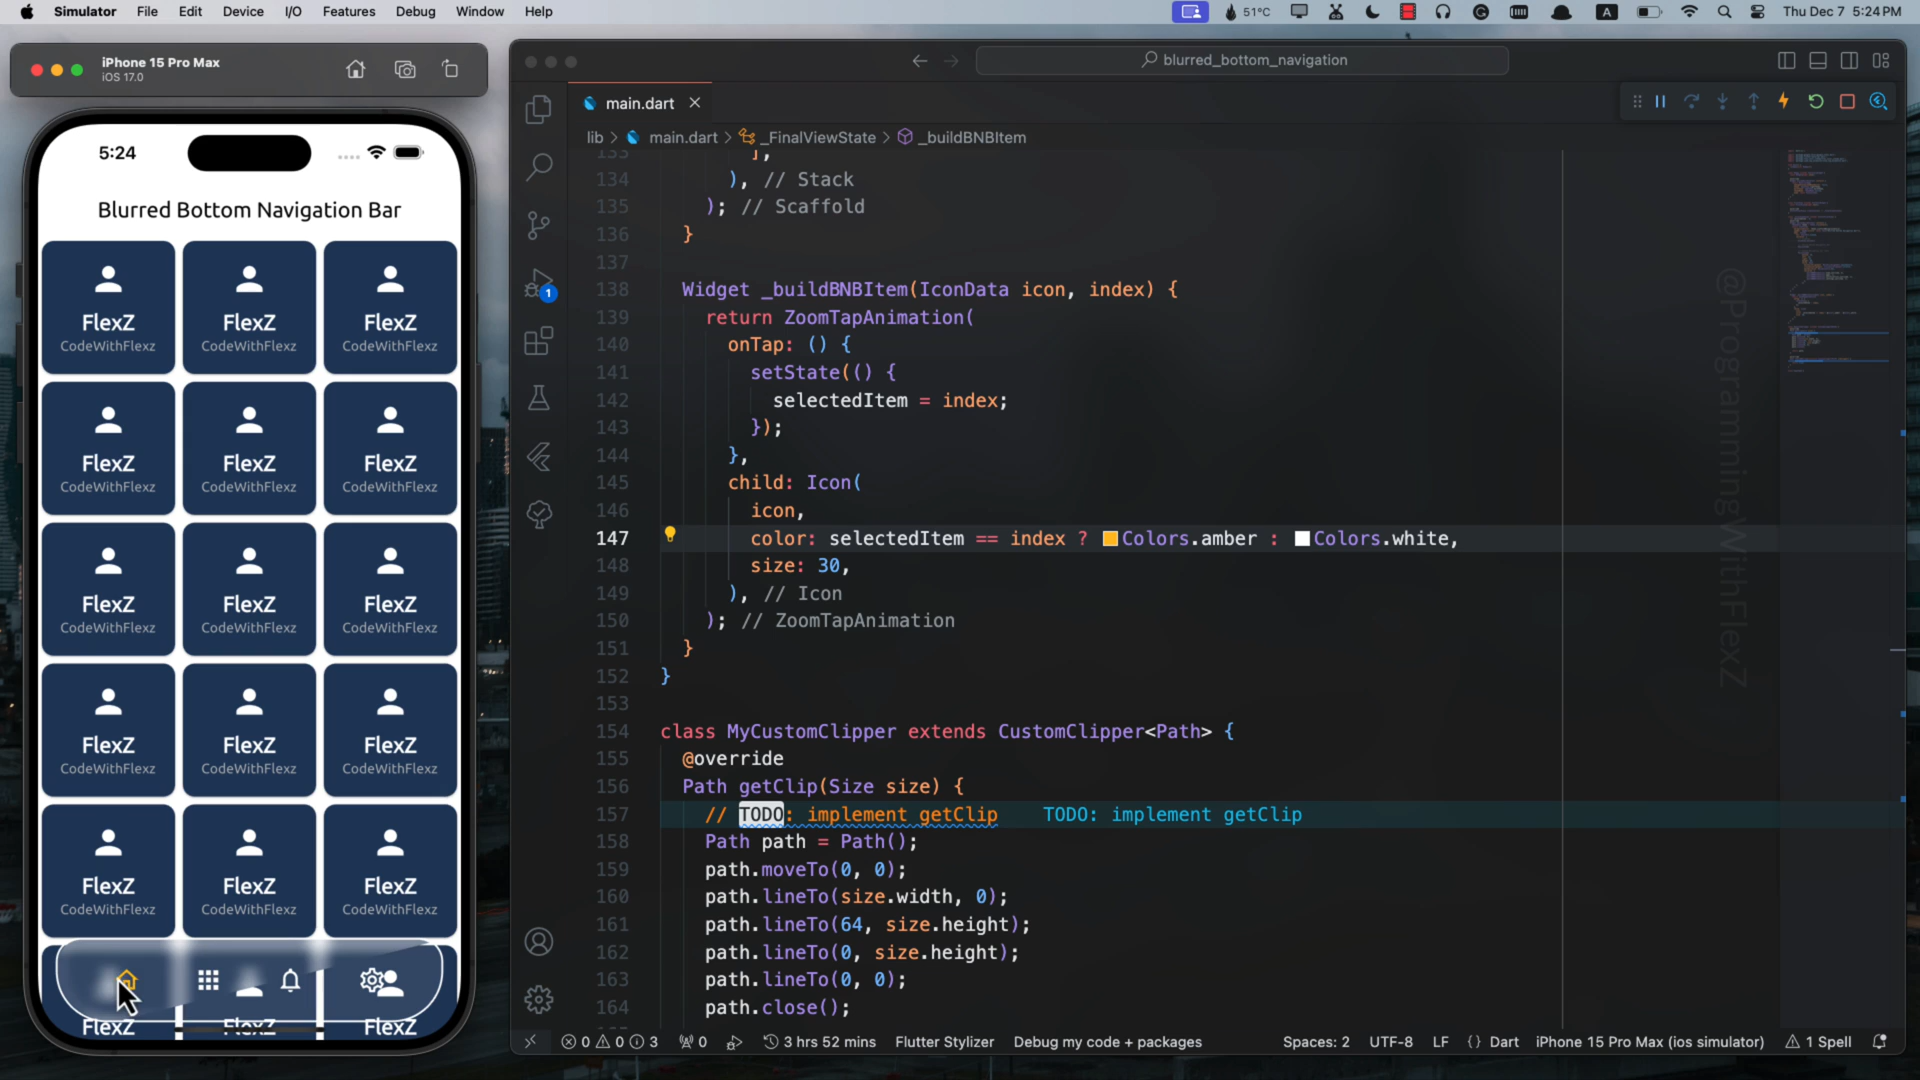 Simulator File Edit Device I/O Features Debug Window Help
51°C
A
Thu Dec 7 5:24 PM
iPhone 15 Pro Max
iOS 17.0
5:24
Blurred Bottom Navigation Bar
FlexZ FlexZ FlexZ
CodeWithFlexz CodeWithFlexz CodeWithFlexz
FlexZ FlexZ FlexZ
CodeWithFlexz CodeWithFlexz CodeWithFlexz
FlexZ FlexZ FlexZ
CodeWithFlexz CodeWithFlexz CodeWithFlexz
FlexZ FlexZ FlexZ
CodeWithFlexz CodeWithFlexz CodeWithFlexz
FlexZ FlexZ FlexZ
CodeWithFlexz CodeWithFlexz CodeWithFlexz
FlexZ FlexZ FlexZ
blurred_bottom_navigation
main.dart
lib > main.dart > _FinalViewState > _buildBNBItem
1
133 ],
134 ), // Stack
135 ); // Scaffold
136 }
137
138 Widget _buildBNBItem(IconData icon, index) {
139 return ZoomTapAnimation(
140 onTap: () {
141 setState(() {
142 selectedItem = index;
143 });
144 },
145 child: Icon(
146 icon,
147 color: selectedItem == index ? Colors.amber : Colors.white,
148 size: 30,
149 ), // Icon
150 ); // ZoomTapAnimation
151 }
152 }
153
154 class MyCustomClipper extends CustomClipper<Path> {
155 @override
156 Path getClip(Size size) {
157 // TODO: implement getClip TODO: implement getClip
158 Path path = Path();
159 path.moveTo(0, 0);
160 path.lineTo(size.width, 0);
161 path.lineTo(64, size.height);
162 path.lineTo(0, size.height);
163 path.lineTo(0, 0);
164 path.close();
@ProgrammingWithFlexZ
0 0 3 0 3 hrs 52 mins Flutter Stylizer Debug my code + packages Spaces: 2 UTF-8 LF {} Dart iPhone 15 Pro Max (ios simulator) 1 Spell